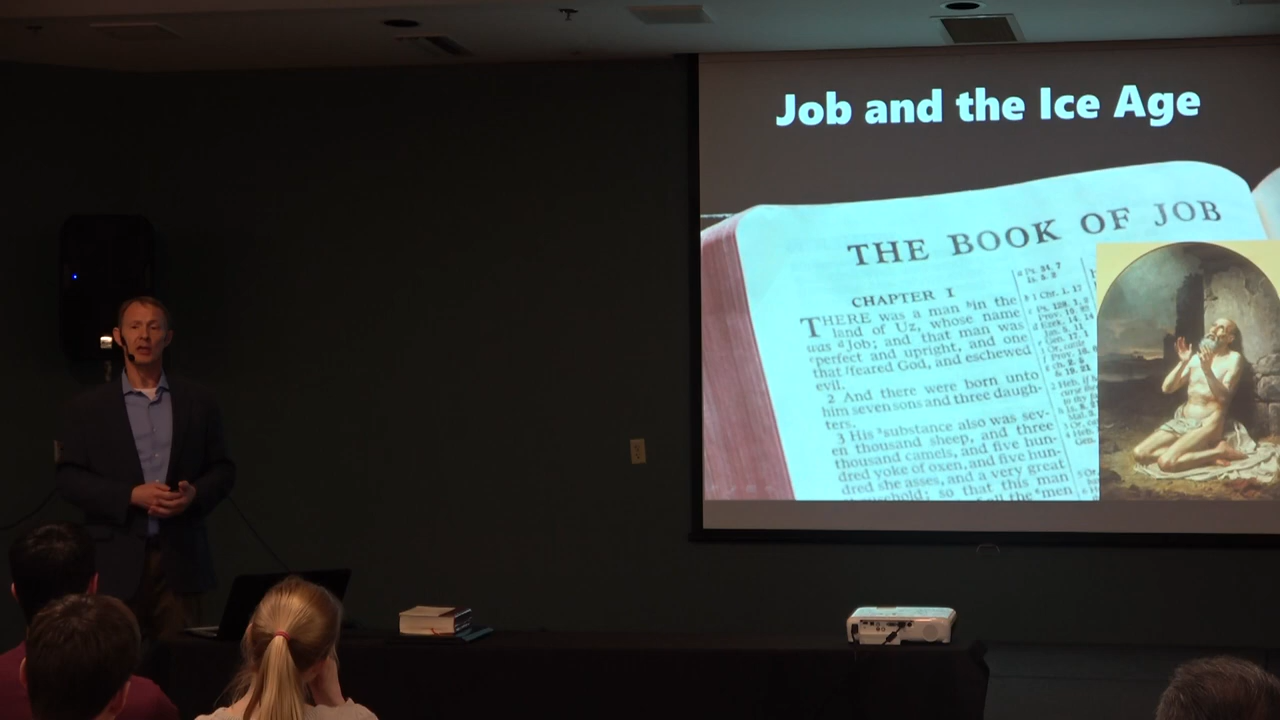 Job and the Ice Age
THE BOOK OF JOB
CHAPTER I
THERE was a man in the
land of Uz, whose name
was Job; and that man was
perfect and upright, and one
that feared God, and eschewed
evil.
2 And there were born unto
him seven sons and three daugh-
ters.
3 His substance also was sev-
en thousand sheep, and three
thousand camels, and five hun-
dred yoke of oxen, and five hun-
dred she asses, and a very great
household; so that this man
the men